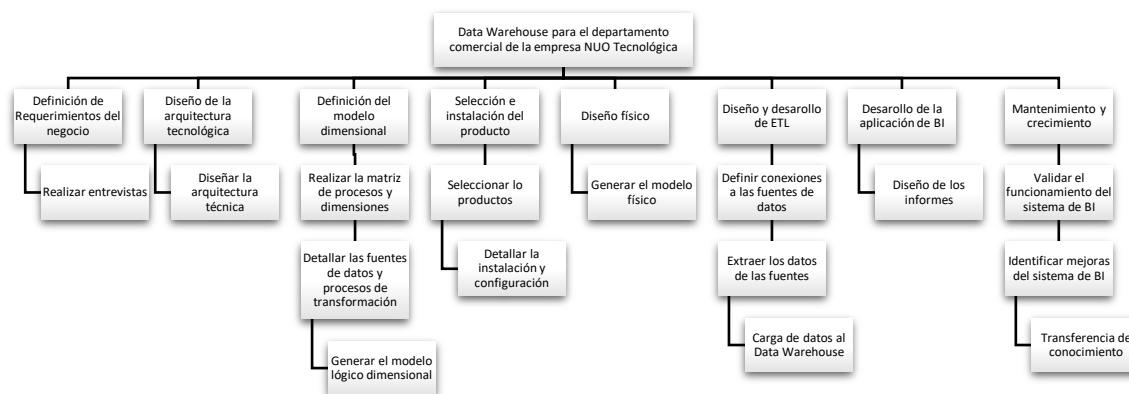 Data Warehouse para el departamento
comercial de la empresa NUO Tecnológica
Definición de
Requerimientos del
negocio
Realizar entrevistas
Diseño de la
arquitectura
tecnológica
Diseñar la
arquitectura
técnica
Definición del
modelo
dimensional
Realizar la matriz
de procesos y
dimensiones
Detallar las fuentes
de datos y
procesos de
transformación
Generar el modelo
lógico dimensional
Selección e
instalación del
producto
Seleccionar lo
productos
Detallar la
instalación y
configuración
Diseño físico
Generar el modelo
físico
Diseño y desarollo
de ETL
Definir conexiones
a las fuentes de
datos
Extraer los datos
de las fuentes
Carga de datos al
Data Warehouse
Desarollo de la
aplicación de BI
Diseño de los
informes
Mantenimiento y
crecimiento
Validar el
funcionamiento del
sistema de BI
Identificar mejoras
del sistema de BI
Transferencia de
conocimiento